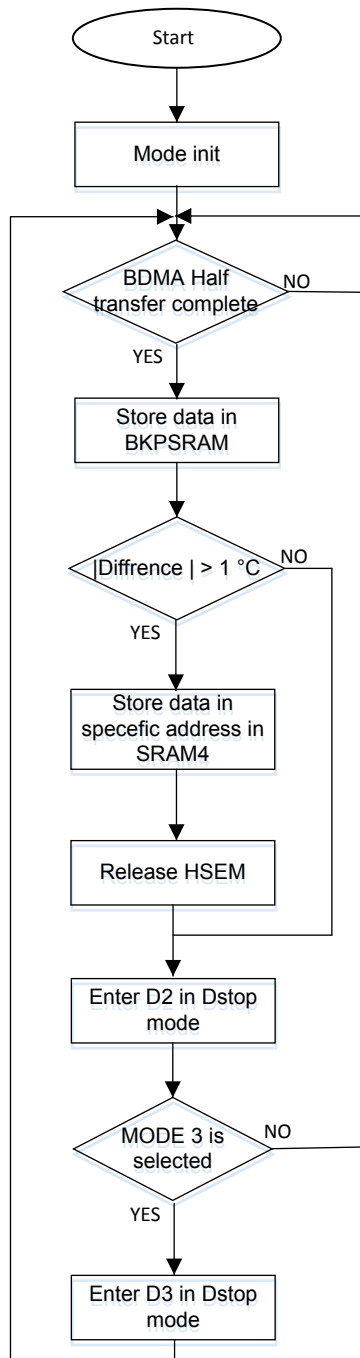 Start
Mode init
BDMA Half
transfer complete
NO
YES
Store data in
BKPSRAM
|Diffrence | > 1 °C
NO
YES
Store data in
specefic address in
SRAM4
Release HSEM
Enter D2 in Dstop
mode
MODE 3 is
selected
NO
YES
Enter D3 in Dstop
mode